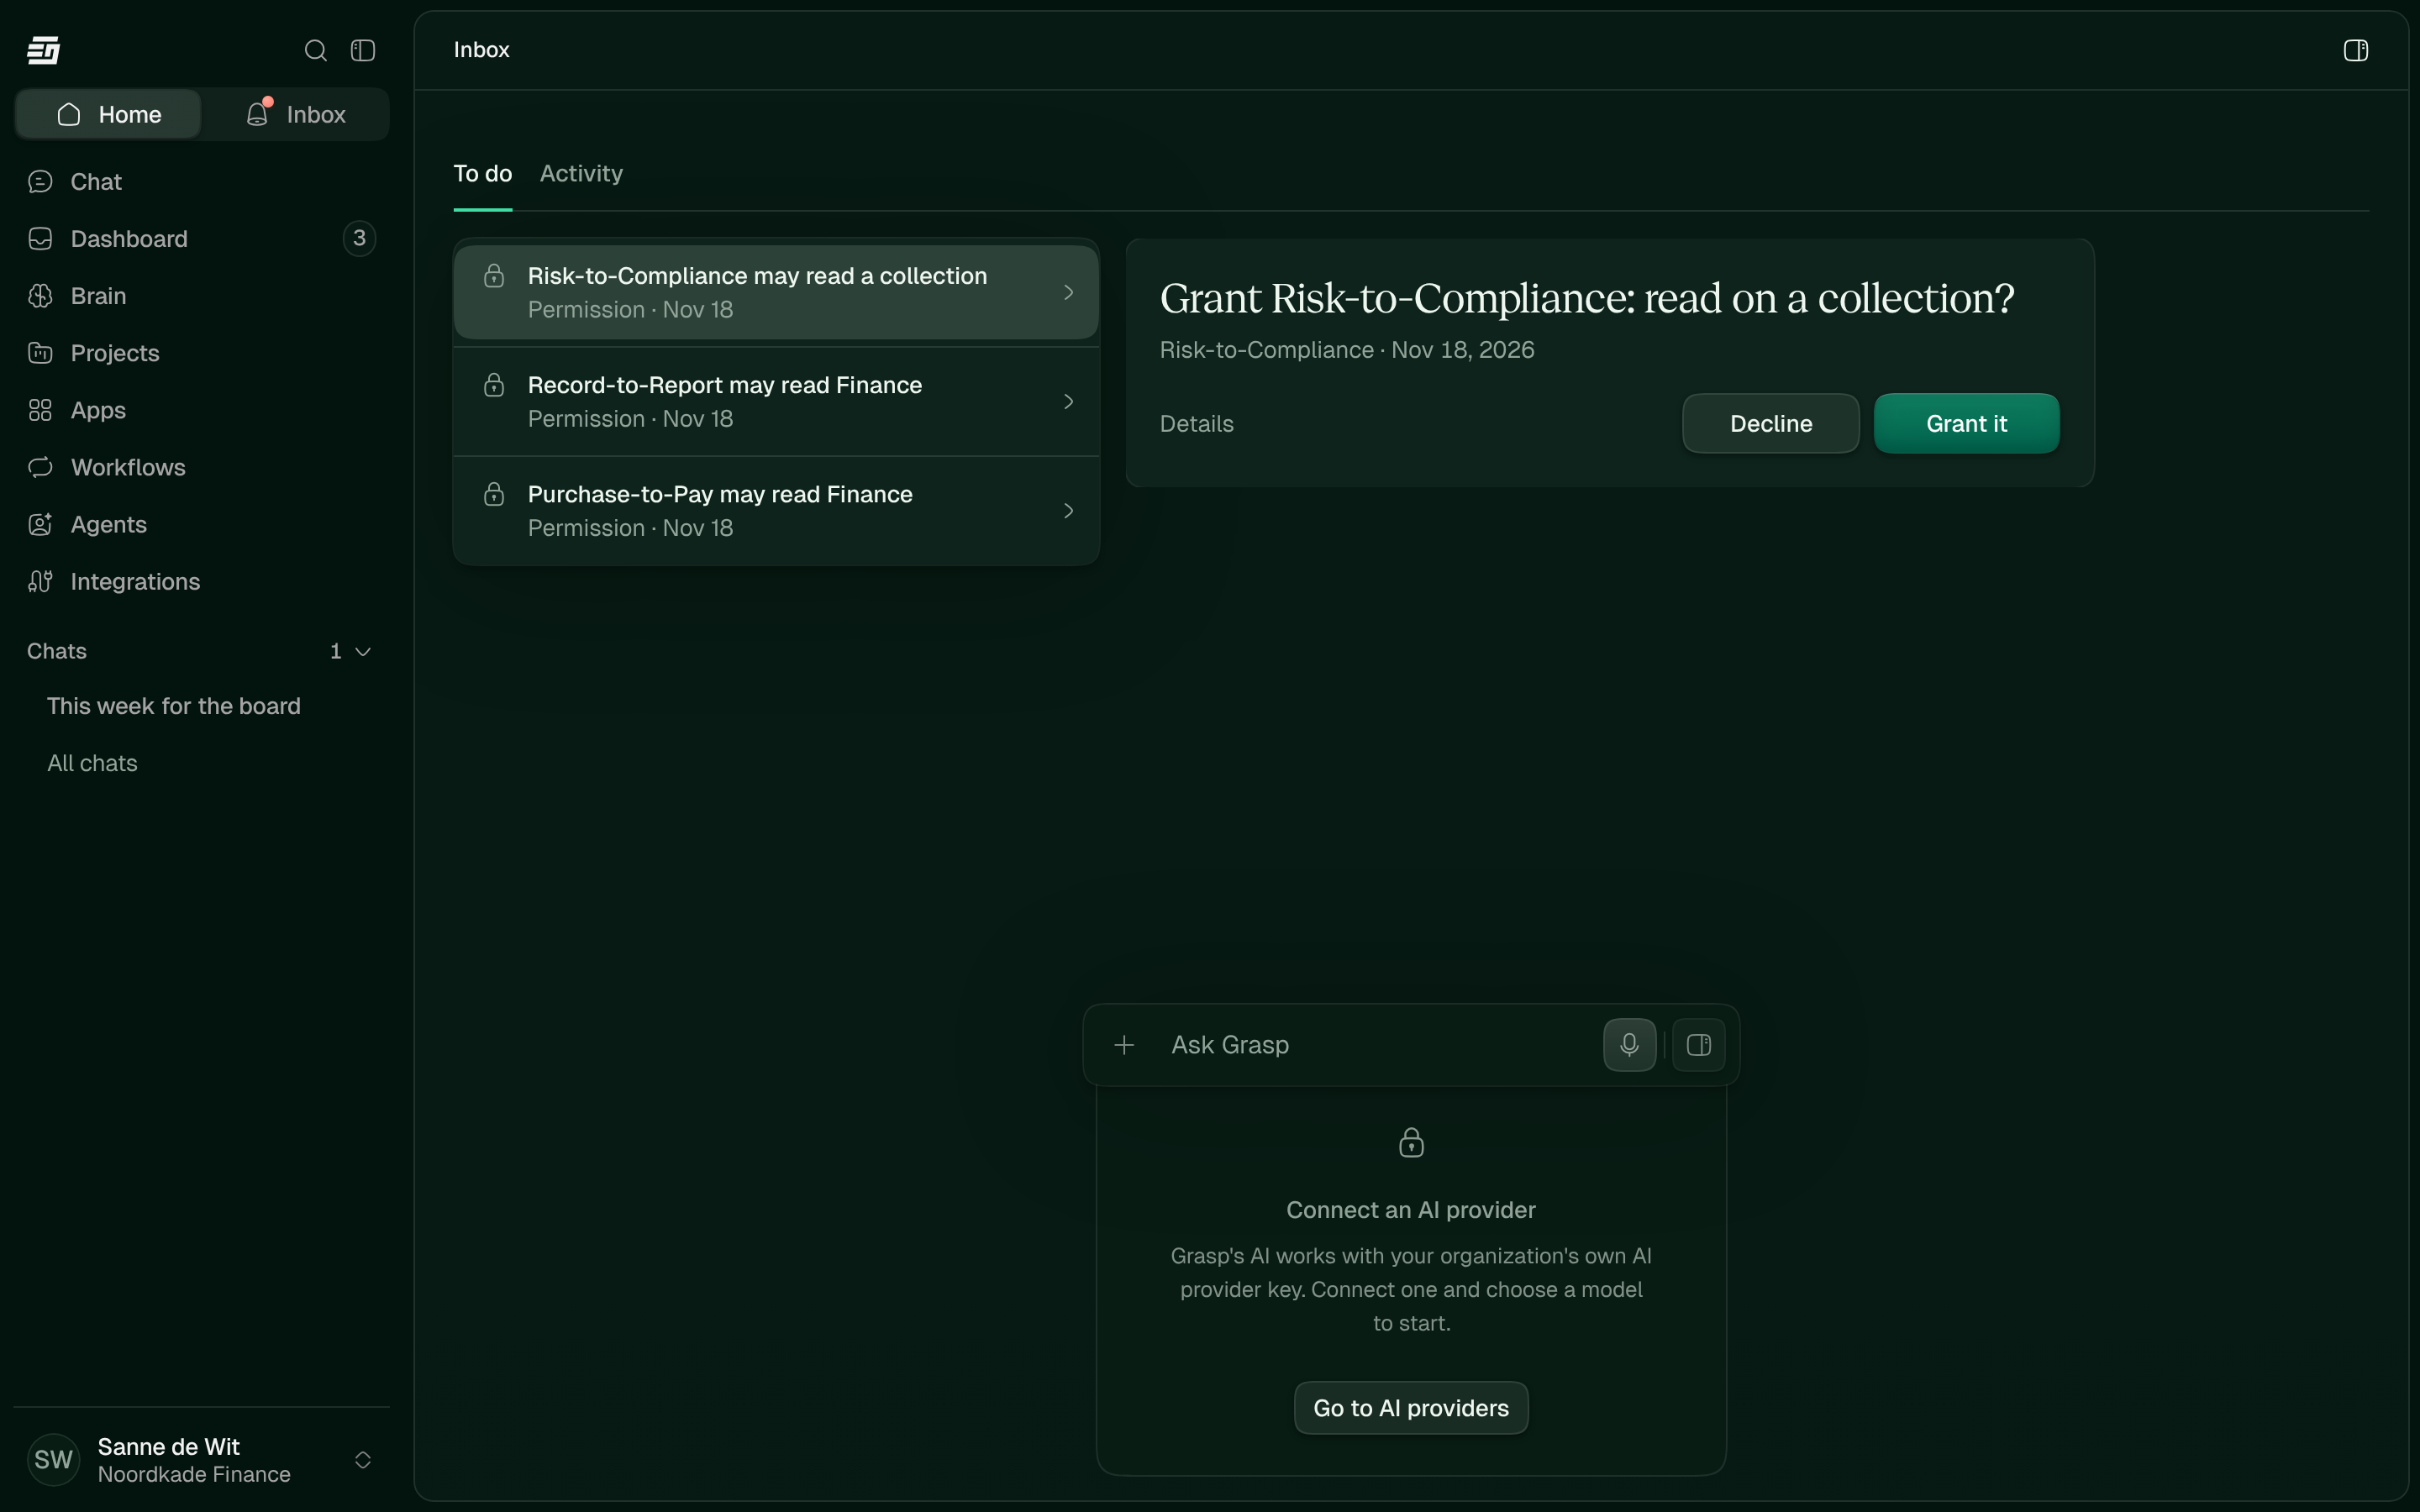 Home
Inbox
Chat
Dashboard
3
Brain
Projects
Apps
Workflows
Agents
Integrations
Chats
1
This week for the board
All chats
SW
Sanne de Wit
Noordkade Finance
Inbox
To do
Activity
Risk-to-Compliance may read a collection
Permission · Nov 18
Record-to-Report may read Finance
Permission · Nov 18
Purchase-to-Pay may read Finance
Permission · Nov 18
Grant Risk-to-Compliance: read on a collection?
Risk-to-Compliance · Nov 18, 2026
Details
Decline
Grant it
Ask Grasp
Connect an AI provider
Grasp's AI works with your organization's own AI
provider key. Connect one and choose a model
to start.
Go to AI providers